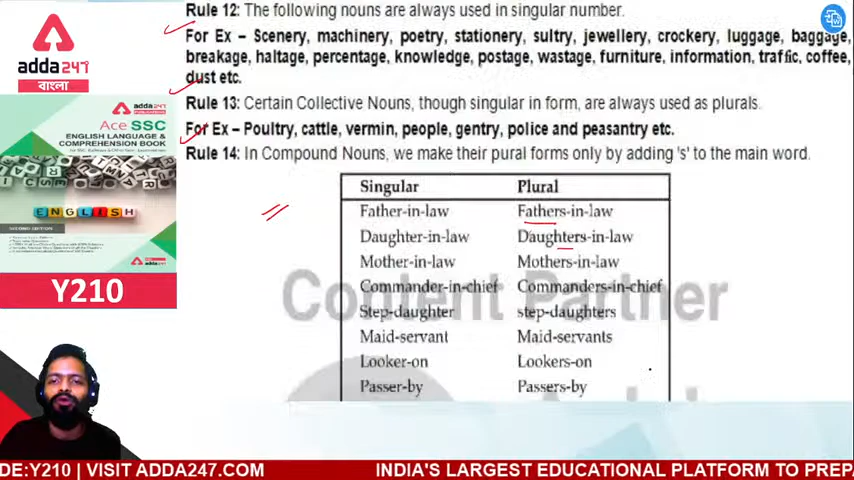 Rule 12: The following nouns are always used in singular number.
For Ex – Scenery, machinery, poetry, stationery, sultry, jewellery, crockery, luggage, baggage,
breakage, haltage, percentage, knowledge, postage, wastage, furniture, information, traffic, coffee,
dust etc.
Rule 13: Certain Collective Nouns, though singular in form, are always used as plurals.
For Ex – Poultry, cattle, vermin, people, gentry, police and peasantry etc.
Rule 14: In Compound Nouns, we make their pural forms only by adding 's' to the main word.
Singular Plural
Father-in-law Fathers-in-law
Daughter-in-law Daughters-in-law
Mother-in-law Mothers-in-law
Commander-in-chief Commanders-in-chief
Step-daughter step-daughters
Maid-servant Maid-servants
Looker-on Lookers-on
Passer-by Passers-by
Content Partner
adda247
বাংলা
adda247
Ace SSC
ENGLISH LANGUAGE &
COMPREHENSION BOOK
ENGLISH
adda247
Y210
DE:Y210 | VISIT ADDA247.COM
INDIA'S LARGEST EDUCATIONAL PLATFORM TO PREPA